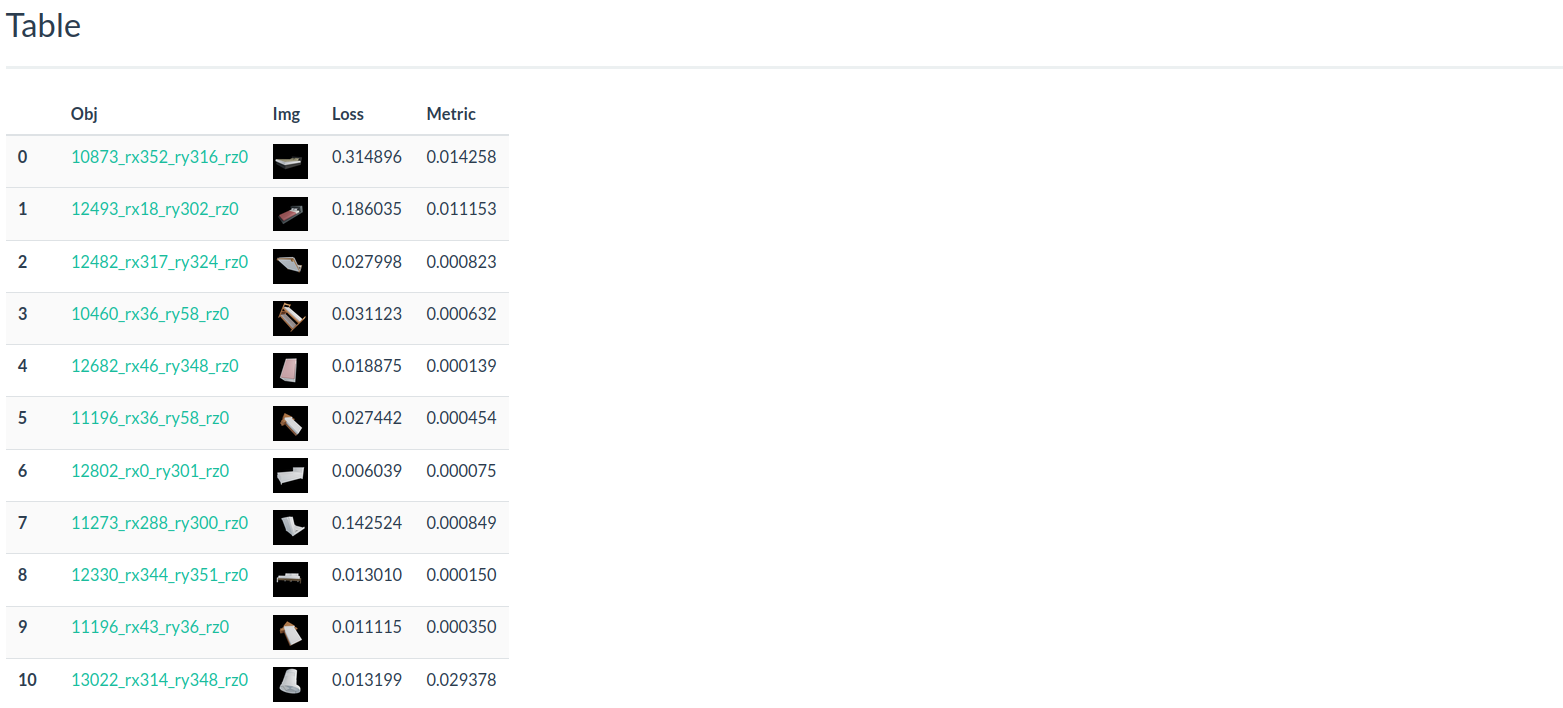 Table
Obj Img Loss Metric
0 10873_rx352_ry316_rz0 0.314896 0.014258
1 12493_rx18_ry302_rz0 0.186035 0.011153
2 12482_rx317_ry324_rz0 0.027998 0.000823
3 10460_rx36_ry58_rz0 0.031123 0.000632
4 12682_rx46_ry348_rz0 0.018875 0.000139
5 11196_rx36_ry58_rz0 0.027442 0.000454
6 12802_rx0_ry301_rz0 0.006039 0.000075
7 11273_rx288_ry300_rz0 0.142524 0.000849
8 12330_rx344_ry351_rz0 0.013010 0.000150
9 11196_rx43_ry36_rz0 0.011115 0.000350
10 13022_rx314_ry348_rz0 0.013199 0.029378